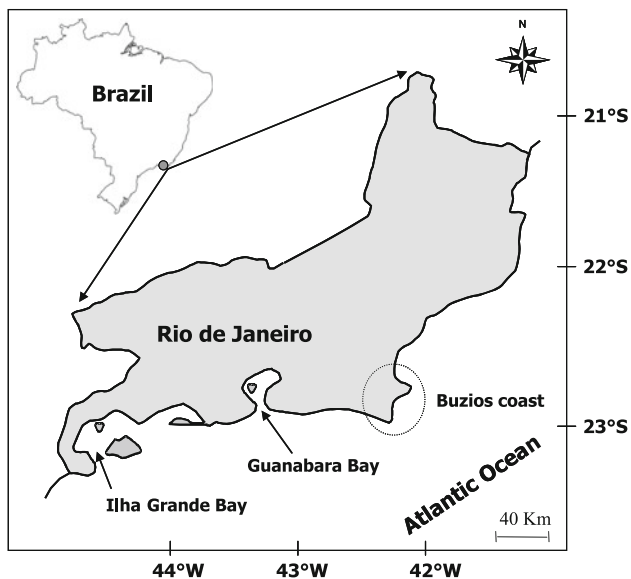 N
Brazil
21°S
22°S
Rio de Janeiro
Buzios coast
23°S
Guanabara Bay
Atlantic Ocean
Ilha Grande Bay
40 Km
44°W
43°W
42°W